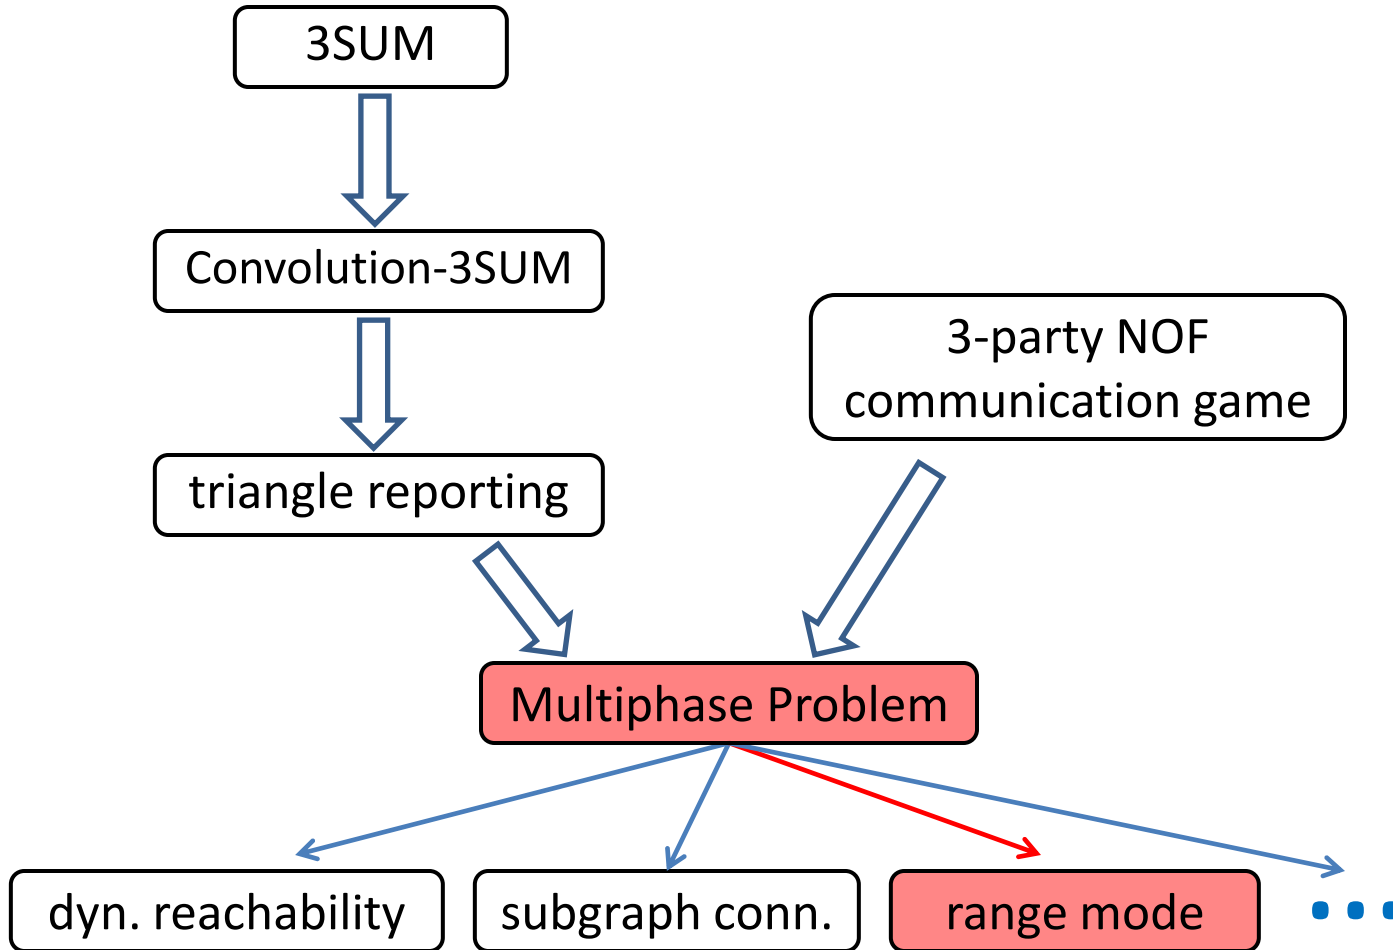 3SUM
Convolution-3SUM
3-party NOF
communication game
triangle reporting
Multiphase Problem
dyn. reachability
subgraph conn.
range mode
...